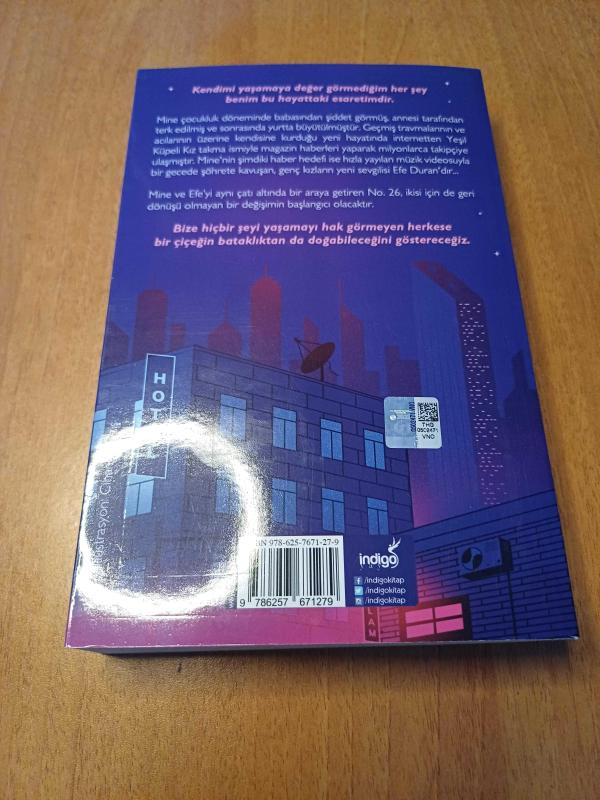 Kendimi yaşamaya değer görmediğim her şey
benim bu hayattaki esaretimdir.
Mine çocukluk döneminde babasından şiddet görmüş, annesi tarafından
terk edilmiş ve sonrasında yurtta büyütülmüştür. Geçmiş travmalarının ve
acılarının üzerine kendisine kurduğu yeni hayatında internetten Yeşil
Küpeli Kız takma ismiyle magazin haberleri yaparak milyonlarca takipçiye
ulaşmıştır. Mine'nin şimdiki haber hedefi ise hızla yayılan müzik videosuyla
bir gecede şöhrete kavuşan, genç kızların yeni sevgilisi Efe Duran'dır...
Mine ve Efe'yi aynı çatı altında bir araya getiren No. 26, ikisi için de geri
dönüşü olmayan bir değişimin başlangıcı olacaktır.
Bize hiçbir şeyi yaşamayı hak görmeyen herkese
bir çiçeğin bataklıktan da doğabileceğini göstereceğiz.
HOT
THG
VNO
978-625-7671-27-9
9 786257 671279
indigo
kitap
/indigokitap
/indigokitap
/indigokitap
LAM